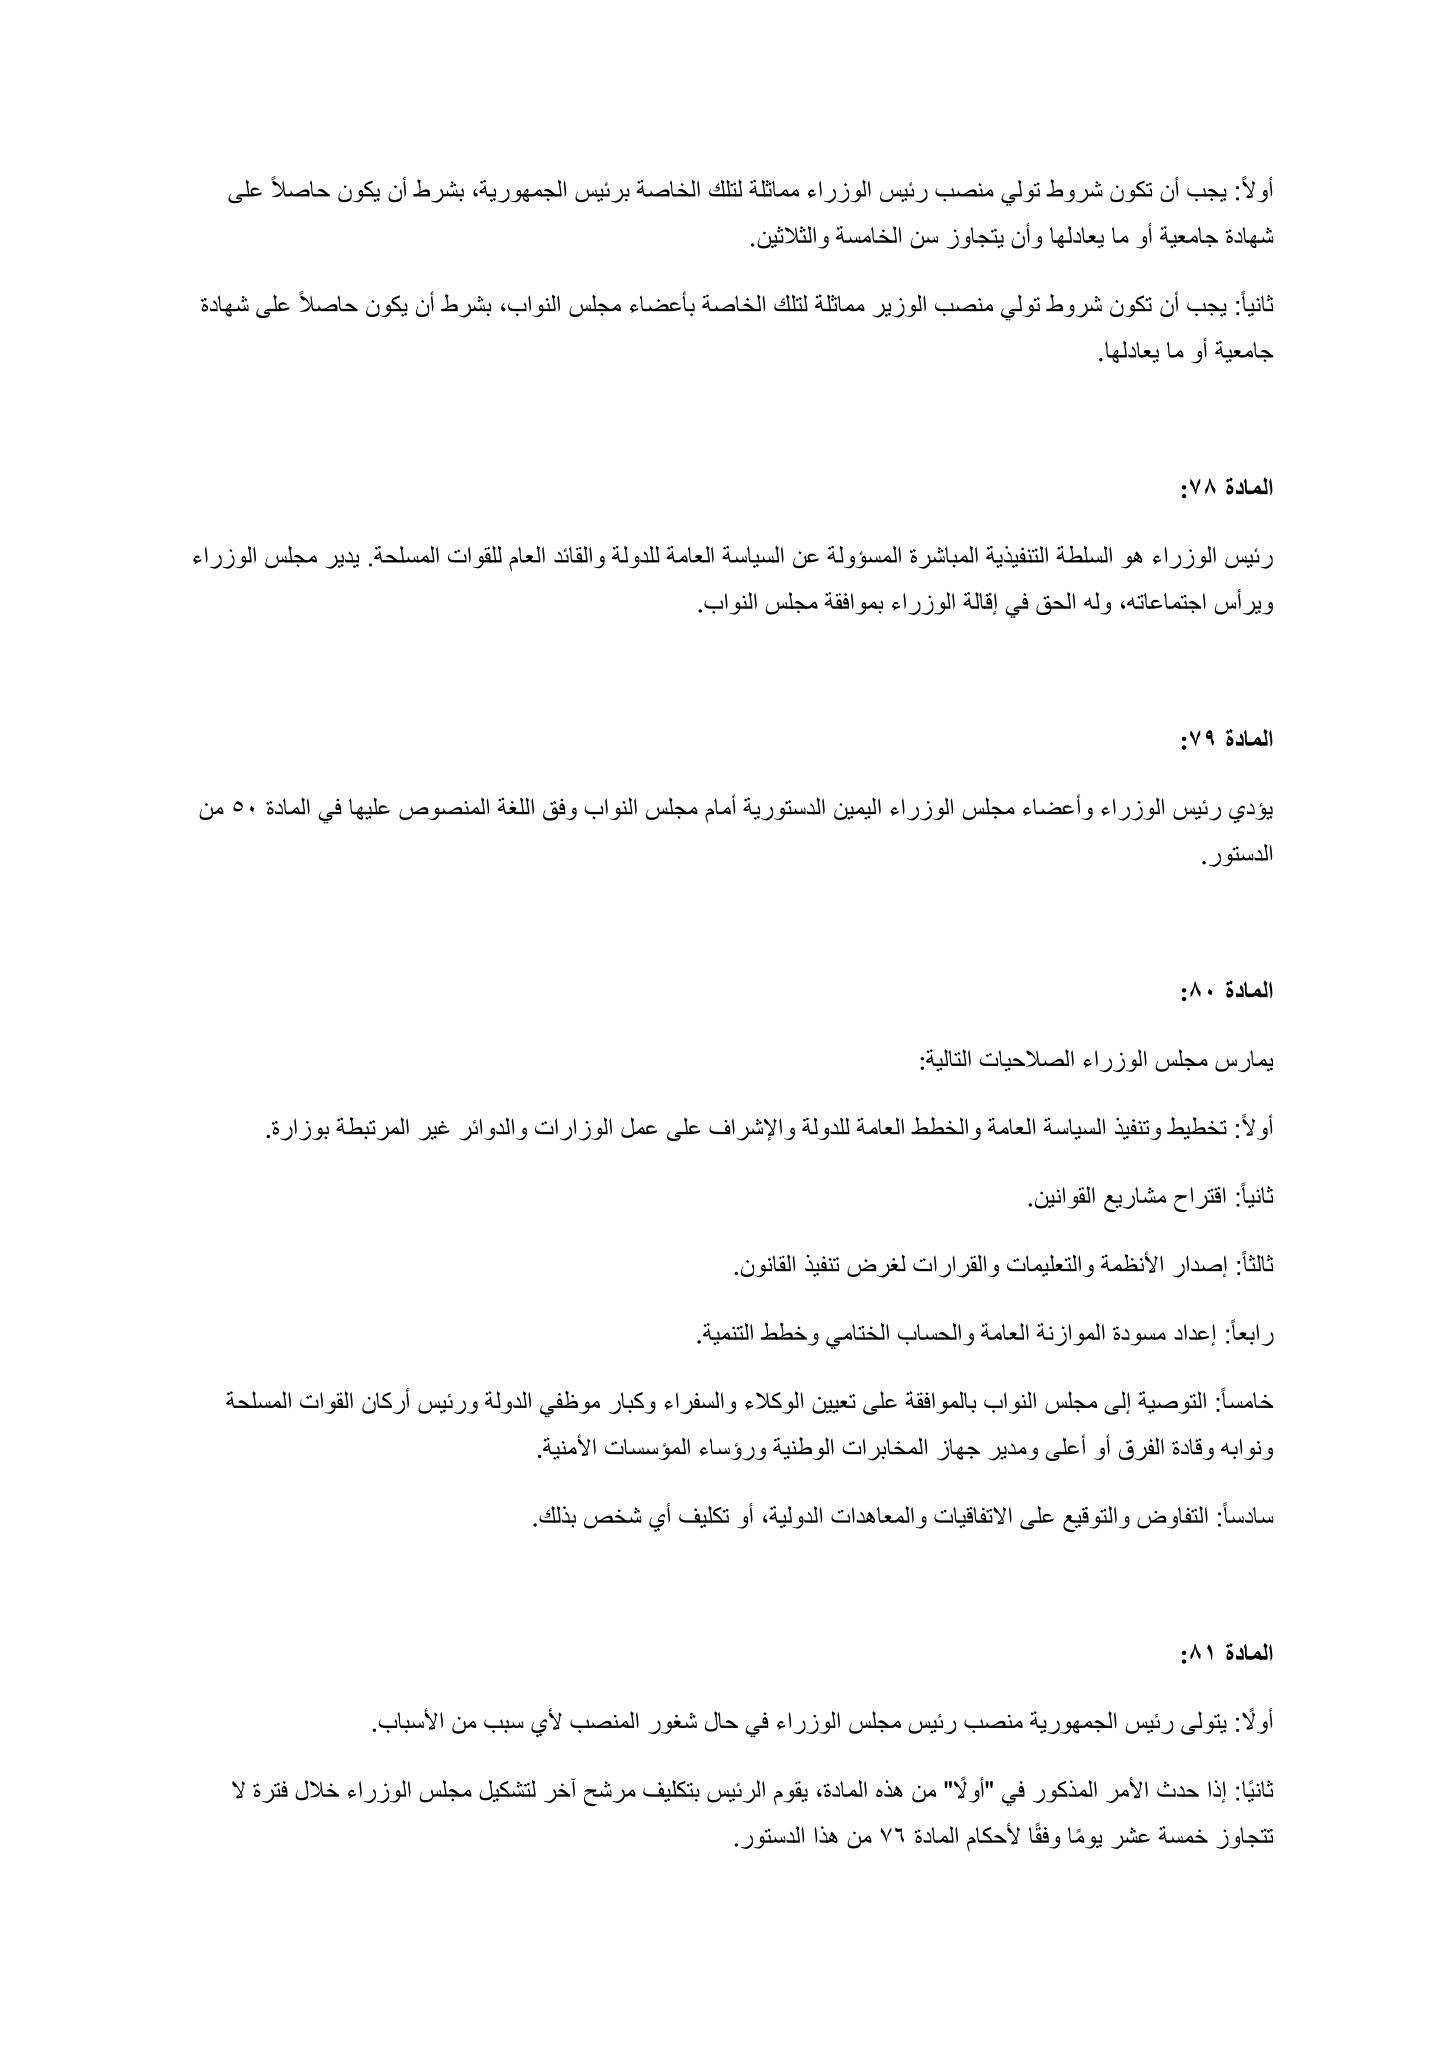 أولاً: يجب أن تكون شروط تولي منصب رئيس الوزراء مماثلة لتلك الخاصة برئيس الجمهورية، بشرط أن يكون حاصلاً على
شهادة جامعية أو ما يعادلها وأن يتجاوز سن الخامسة والثلاثين.
ثانياً: يجب أن تكون شروط تولي منصب الوزير مماثلة لتلك الخاصة بأعضاء مجلس النواب، بشرط أن يكون حاصلاً على شهادة
جامعية أو ما يعادلها.
المادة ٧٨:
رئيس الوزراء هو السلطة التنفيذية المباشرة المسؤولة عن السياسة العامة للدولة والقائد العام للقوات المسلحة. يدير مجلس الوزراء
ويرأس اجتماعاته، وله الحق في إقالة الوزراء بموافقة مجلس النواب.
المادة ٧٩:
يؤدي رئيس الوزراء وأعضاء مجلس الوزراء اليمين الدستورية أمام مجلس النواب وفق اللغة المنصوص عليها في المادة ٥٠ من
الدستور.
المادة ٨٠:
يمارس مجلس الوزراء الصلاحيات التالية:
أولاً: تخطيط وتنفيذ السياسة العامة والخطط العامة للدولة والإشراف على عمل الوزارات والدوائر غير المرتبطة بوزارة.
ثانياً: اقتراح مشاريع القوانين.
ثالثاً: إصدار الأنظمة والتعليمات والقرارات لغرض تنفيذ القانون.
رابعاً: إعداد مسودة الموازنة العامة والحساب الختامي وخطط التنمية.
خامساً: التوصية إلى مجلس النواب بالموافقة على تعيين الوكلاء والسفراء وكبار موظفي الدولة ورئيس أركان القوات المسلحة
ونوابه وقادة الفرق أو أعلى ومدير جهاز المخابرات الوطنية ورؤساء المؤسسات الأمنية.
سادساً: التفاوض والتوقيع على الاتفاقيات والمعاهدات الدولية، أو تكليف أي شخص بذلك.
المادة ٨١:
أولًا: يتولى رئيس الجمهورية منصب رئيس مجلس الوزراء في حال شغور المنصب لأي سبب من الأسباب.
ثانيًا: إذا حدث الأمر المذكور في "أولًا" من هذه المادة، يقوم الرئيس بتكليف مرشح آخر لتشكيل مجلس الوزراء خلال فترة لا
تتجاوز خمسة عشر يومًا وفقًا لأحكام المادة ٧٦ من هذا الدستور.